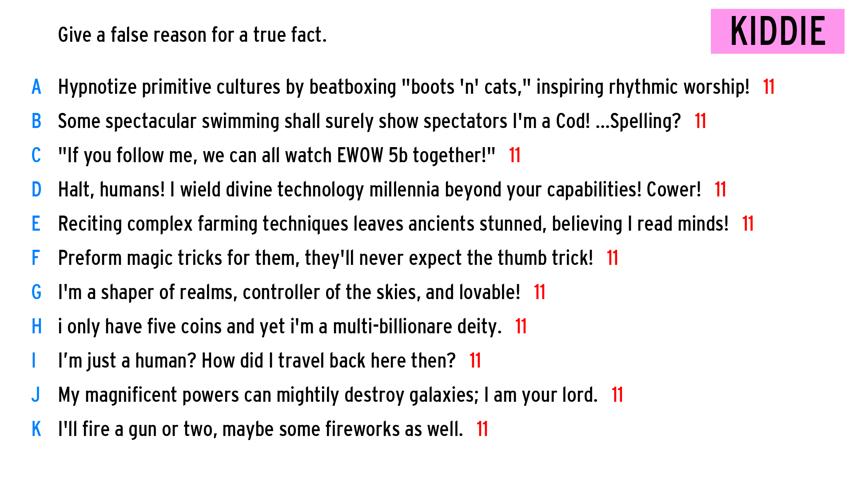 Give a false reason for a true fact.
KIDDIE
A Hypnotize primitive cultures by beatboxing "boots 'n' cats," inspiring rhythmic worship! 11
B Some spectacular swimming shall surely show spectators I'm a Cod! ...Spelling? 11
C "If you follow me, we can all watch EWOW 5b together!" 11
D Halt, humans! I wield divine technology millennia beyond your capabilities! Cower! 11
E Reciting complex farming techniques leaves ancients stunned, believing I read minds! 11
F Preform magic tricks for them, they'll never expect the thumb trick! 11
G I'm a shaper of realms, controller of the skies, and lovable! 11
H i only have five coins and yet i'm a multi-billionare deity. 11
I I’m just a human? How did I travel back here then? 11
J My magnificent powers can mightily destroy galaxies; I am your lord. 11
K I'll fire a gun or two, maybe some fireworks as well. 11